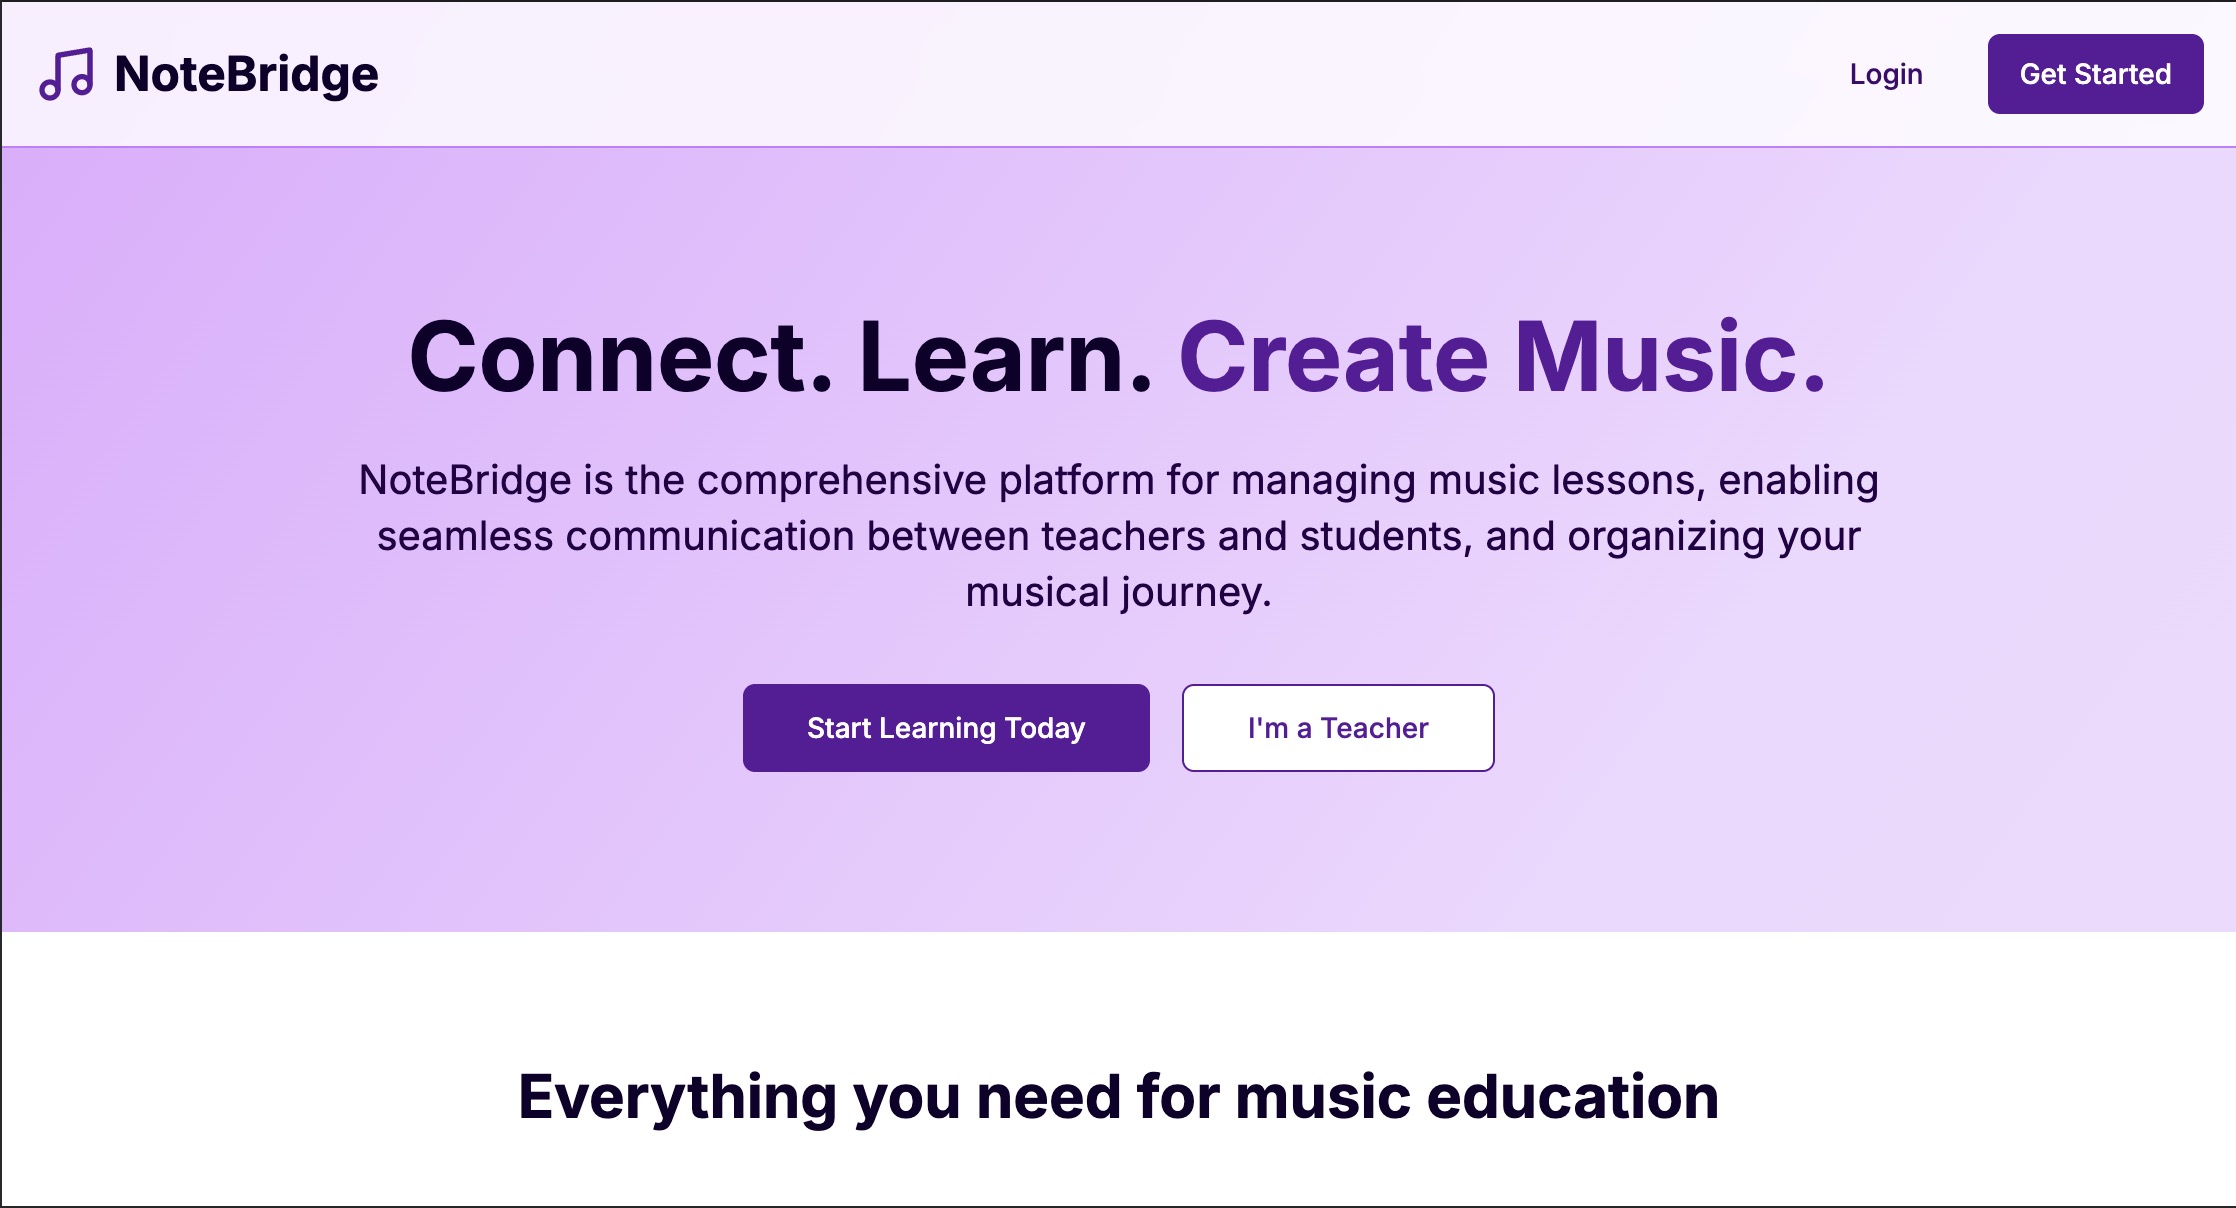 NoteBridge
Login
Get Started
Connect. Learn. Create Music.
NoteBridge is the comprehensive platform for managing music lessons, enabling
seamless communication between teachers and students, and organizing your
musical journey.
Start Learning Today
I'm a Teacher
Everything you need for music education